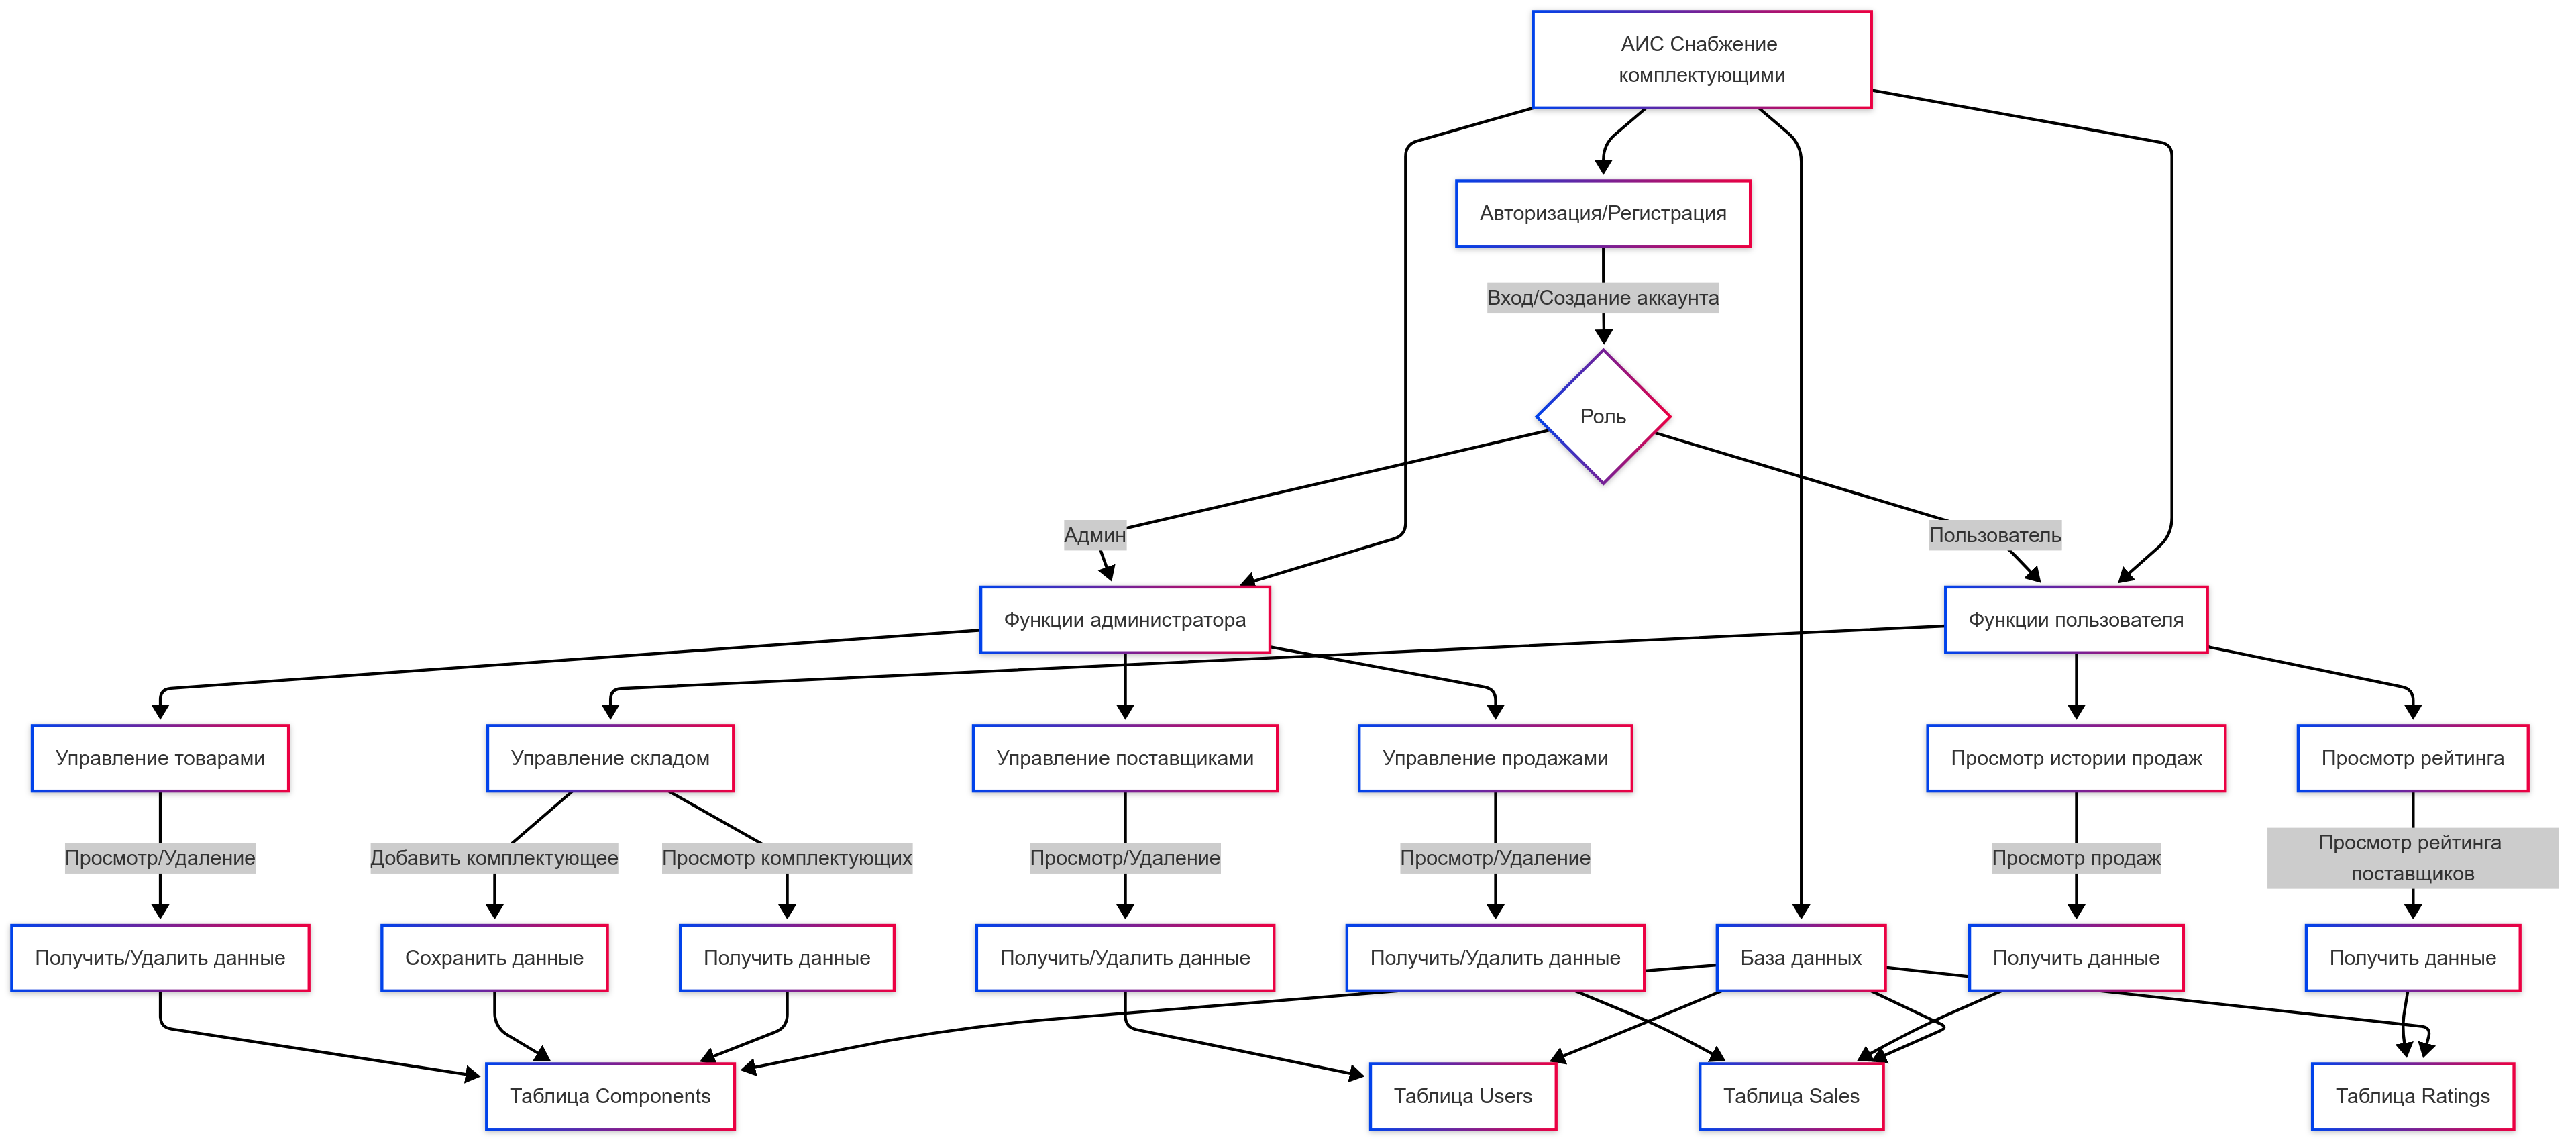 АИС Снабжение
комплектующими
Авторизация/Регистрация
Вход/Создание аккаунта
Роль
Админ
Пользователь
Функции администратора
Функции пользователя
Управление товарами
Управление складом
Управление поставщиками
Управление продажами
Просмотр истории продаж
Просмотр рейтинга
Просмотр/Удаление
Добавить комплектующее
Просмотр комплектующих
Просмотр/Удаление
Просмотр/Удаление
Просмотр продаж
Просмотр рейтинга
поставщиков
Получить/Удалить данные
Сохранить данные
Получить данные
Получить/Удалить данные
Получить/Удалить данные
База данных
Получить данные
Получить данные
Таблица Components
Таблица Users
Таблица Sales
Таблица Ratings